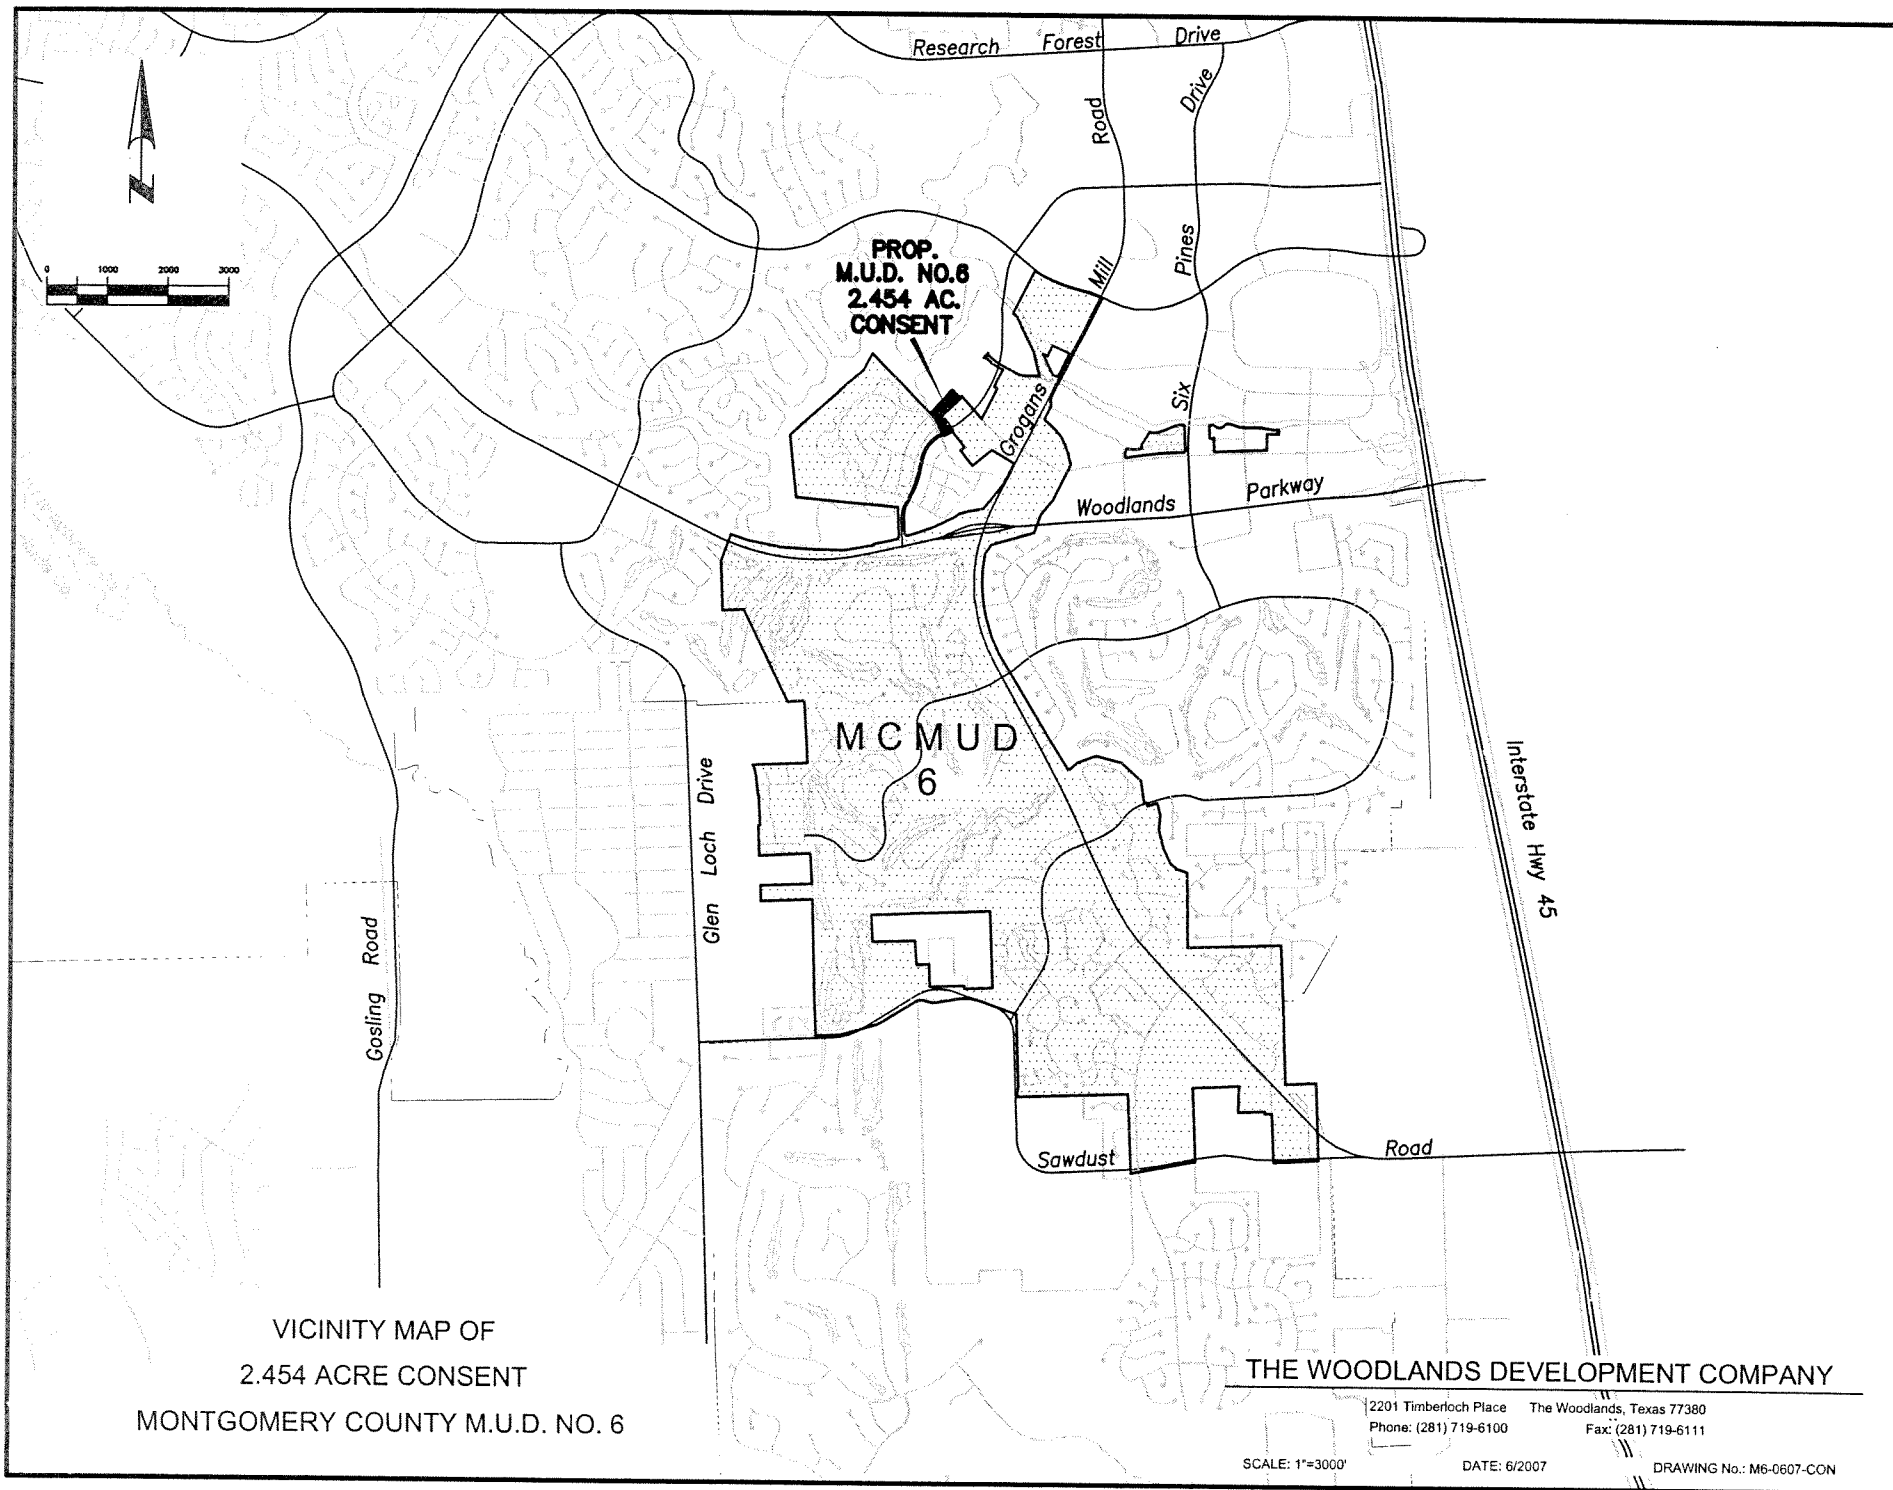 Research Forest Drive
Road
Drive
N
0 1000 2000 3000
PROP.
M.U.D. NO.6
2.454 AC.
CONSENT
Mill
Pines
Six
Grogans
Woodlands Parkway
MCMUD
6
Glen Loch Drive
Gosling Road
Interstate Hwy 45
Sawdust Road
VICINITY MAP OF
2.454 ACRE CONSENT
MONTGOMERY COUNTY M.U.D. NO. 6
THE WOODLANDS DEVELOPMENT COMPANY
2201 Timberloch Place The Woodlands, Texas 77380
Phone: (281) 719-6100 Fax: (281) 719-6111
SCALE: 1"=3000' DATE: 6/2007 DRAWING No.: M6-0607-CON